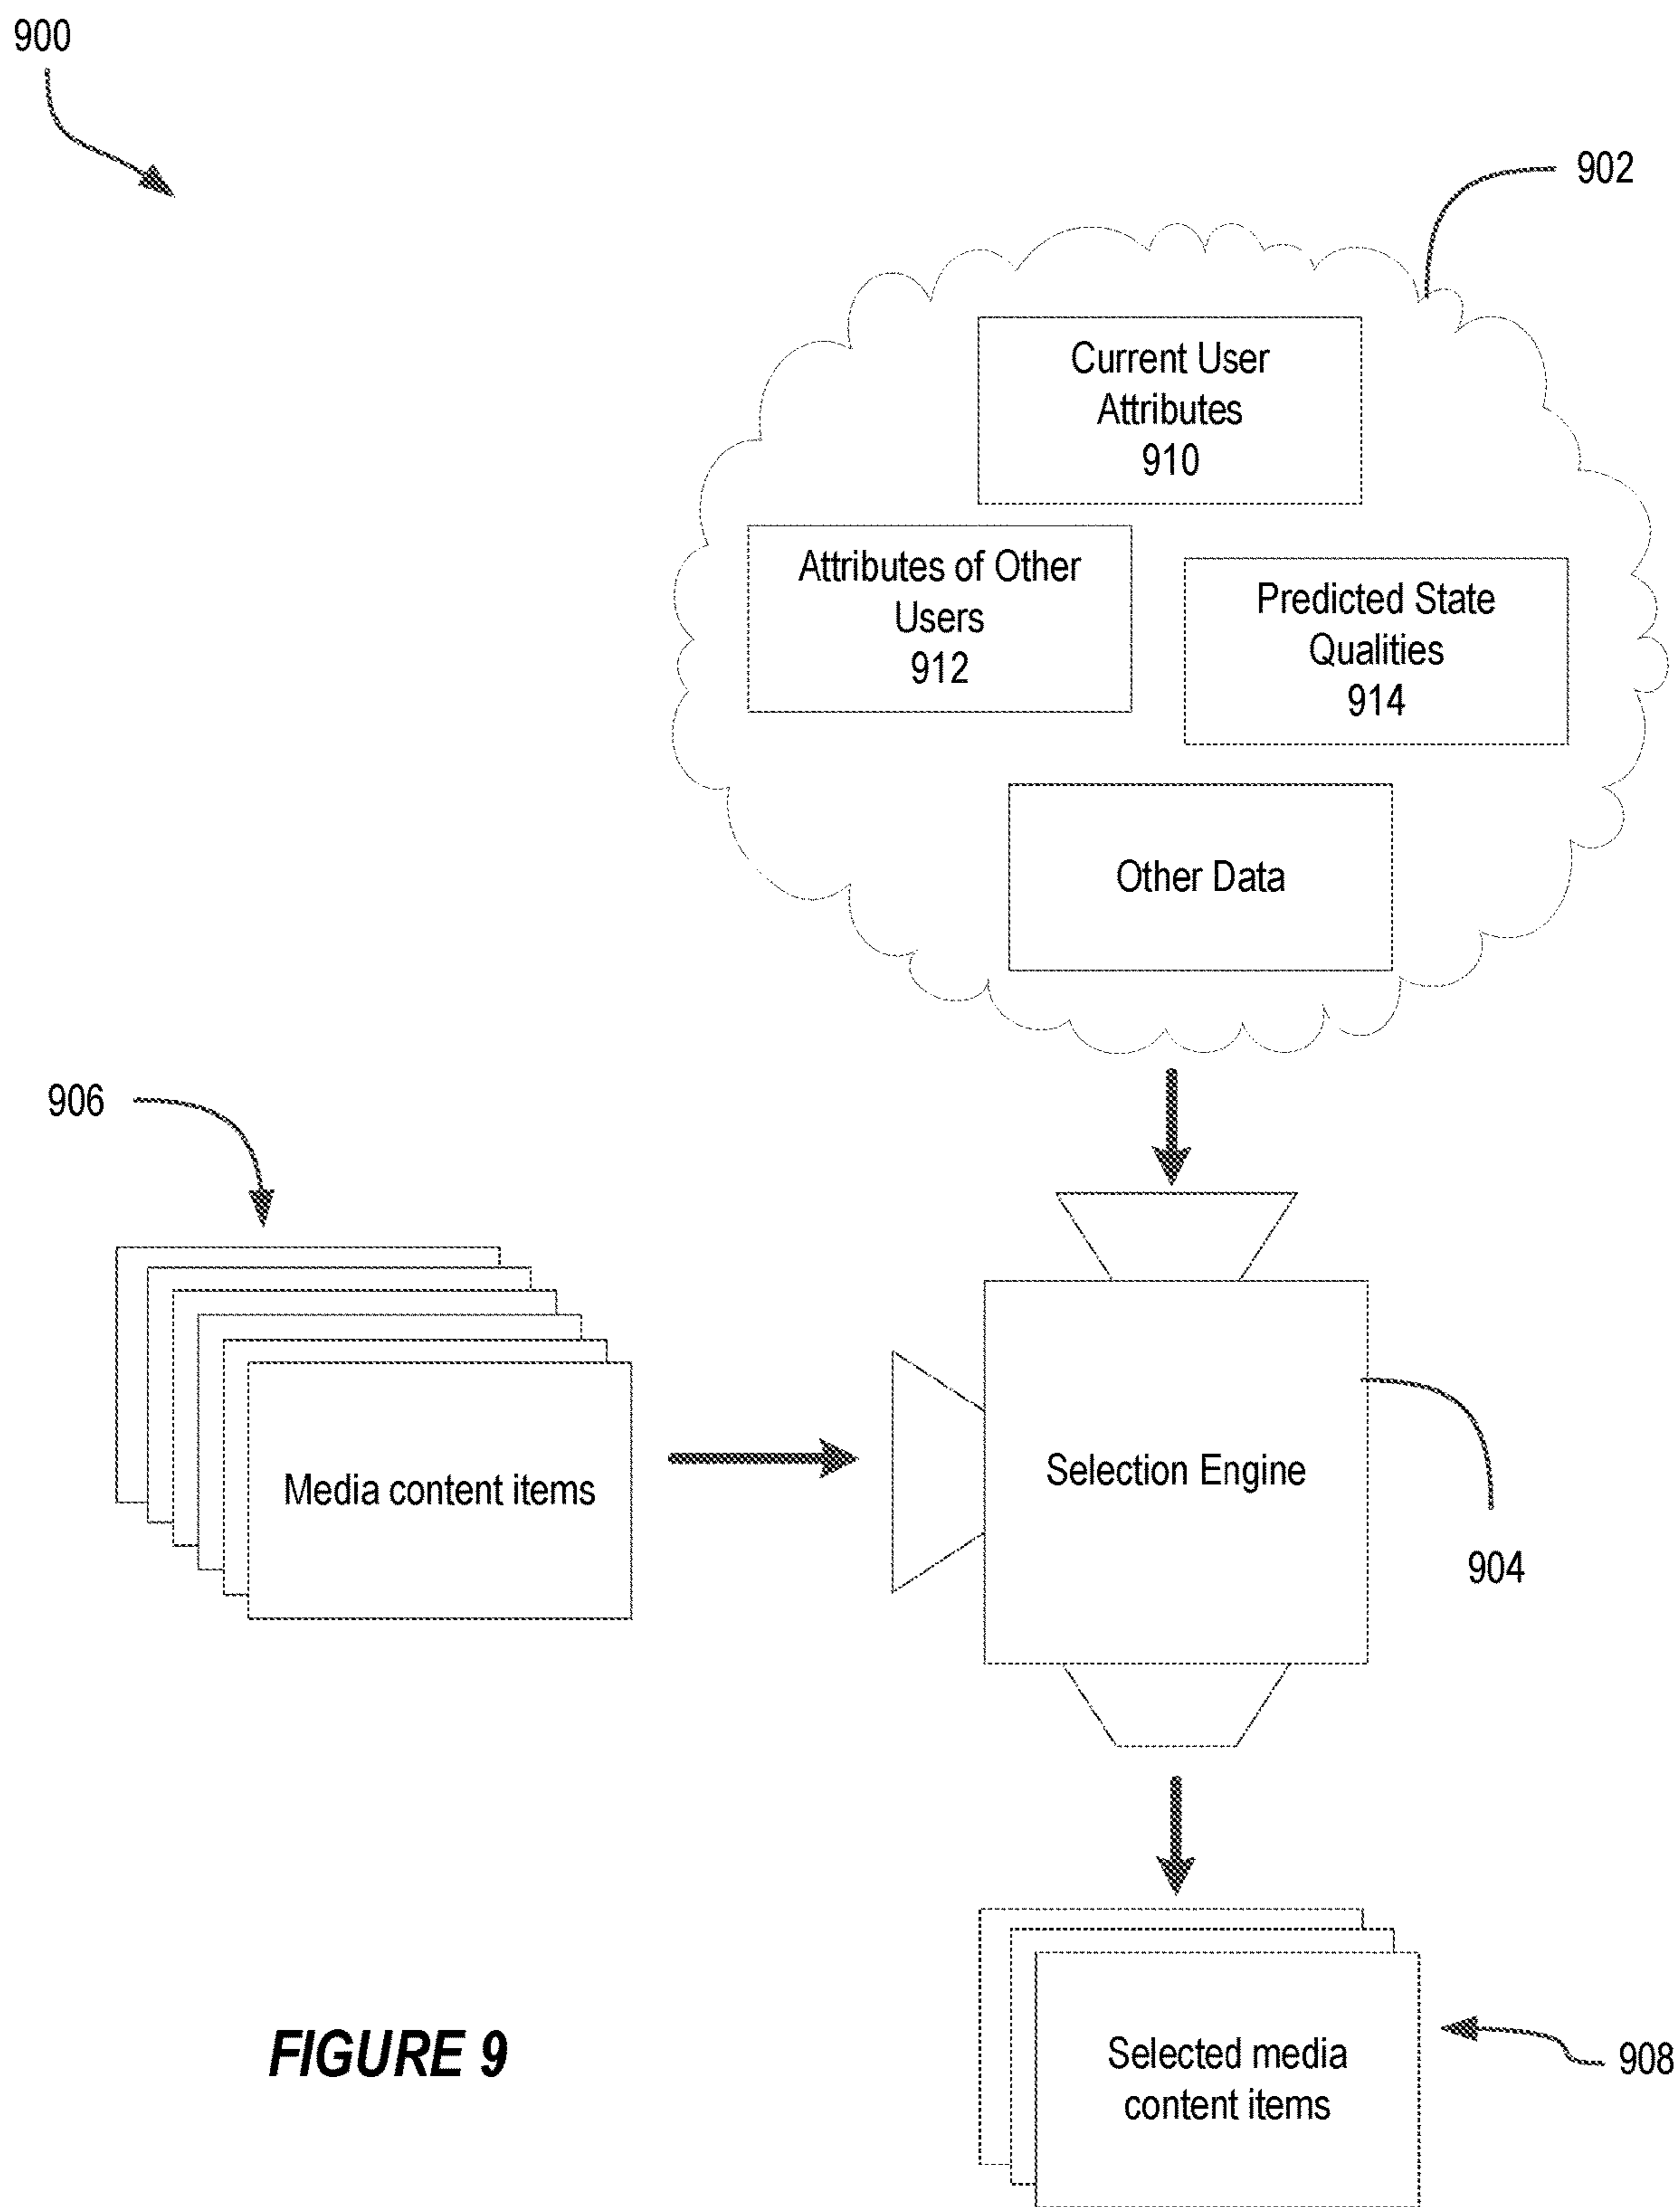 900
902
Current User
Attributes
910
Attributes of Other
Users
912
Predicted State
Qualities
914
Other Data
906
Media content items
Selection Engine
904
FIGURE 9
Selected media
content items
908